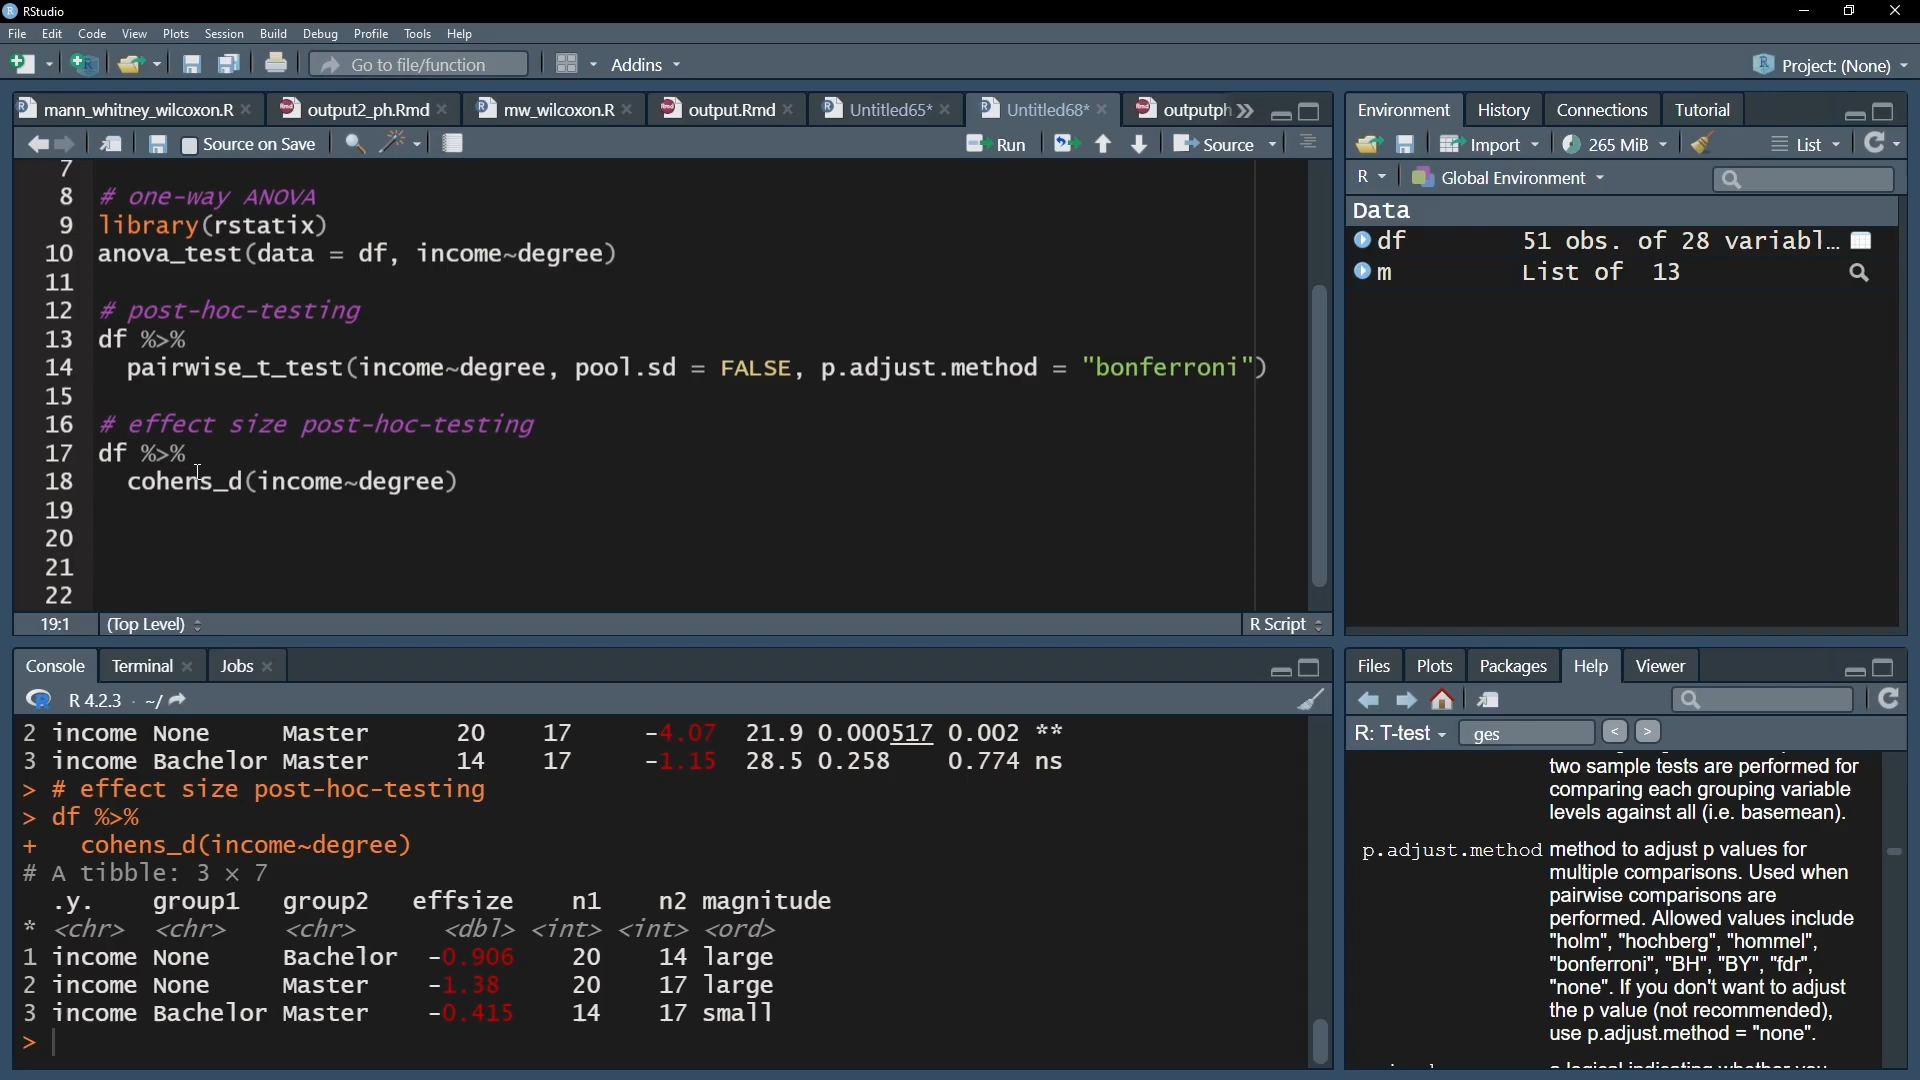 RStudio
File Edit Code View Plots Session Build Debug Profile Tools Help
Go to file/function Addins Project: (None)
mann_whitney_wilcoxon.R output2_ph.Rmd mw_wilcoxon.R output.Rmd Untitled65* Untitled68* outputph
Source on Save Run Source
7
8 # one-way ANOVA
9 library(rstatix)
10 anova_test(data = df, income~degree)
11
12 # post-hoc-testing
13 df %>%
14 pairwise_t_test(income~degree, pool.sd = FALSE, p.adjust.method = "bonferroni")
15
16 # effect size post-hoc-testing
17 df %>%
18 cohens_d(income~degree)
19
20
21
22
19:1 (Top Level) R Script
Console Terminal Jobs
R 4.2.3 · ~/
2 income None Master 20 17 -4.07 21.9 0.000517 0.002 **
3 income Bachelor Master 14 17 -1.15 28.5 0.258 0.774 ns
> # effect size post-hoc-testing
> df %>%
+ cohens_d(income~degree)
# A tibble: 3 × 7
.y. group1 group2 effsize n1 n2 magnitude
* <chr> <chr> <chr> <dbl> <int> <int> <ord>
1 income None Bachelor -0.906 20 14 large
2 income None Master -1.38 20 17 large
3 income Bachelor Master -0.415 14 17 small
>
Environment History Connections Tutorial
Import 265 MiB List
R Global Environment
Data
df 51 obs. of 28 variabl…
m List of 13
Files Plots Packages Help Viewer
R: T-test ges < >
two sample tests are performed for
comparing each grouping variable
levels against all (i.e. basemean).
p.adjust.method method to adjust p values for
multiple comparisons. Used when
pairwise comparisons are
performed. Allowed values include
"holm", "hochberg", "hommel",
"bonferroni", "BH", "BY", "fdr",
"none". If you don't want to adjust
the p value (not recommended),
use p.adjust.method = "none".